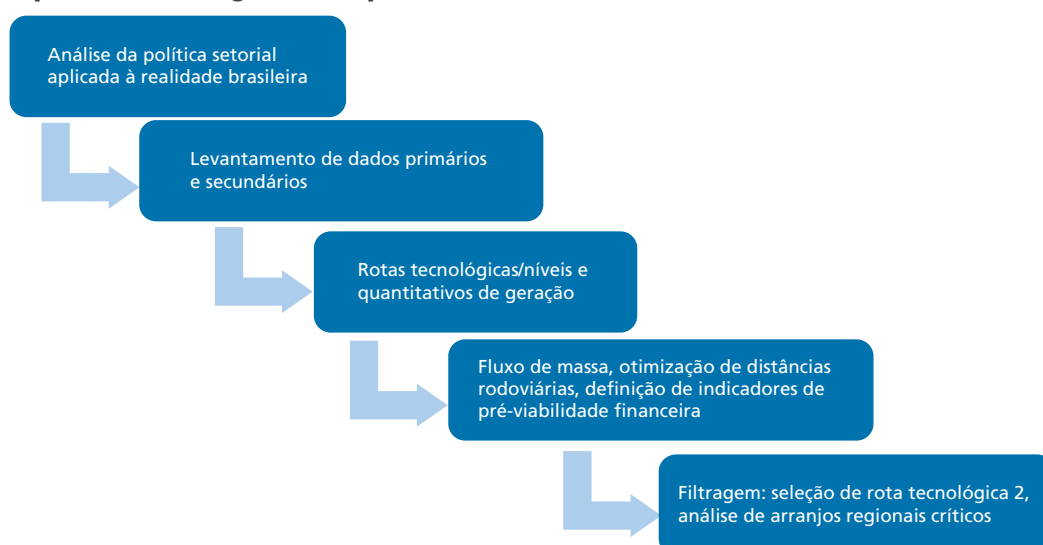 Análise da política setorial
aplicada à realidade brasileira
Levantamento de dados primários
e secundários
Rotas tecnológicas/níveis e
quantitativos de geração
Fluxo de massa, otimização de distâncias
rodoviárias, definição de indicadores de
pré-viabilidade financeira
Filtragem: seleção de rota tecnológica 2,
análise de arranjos regionais críticos